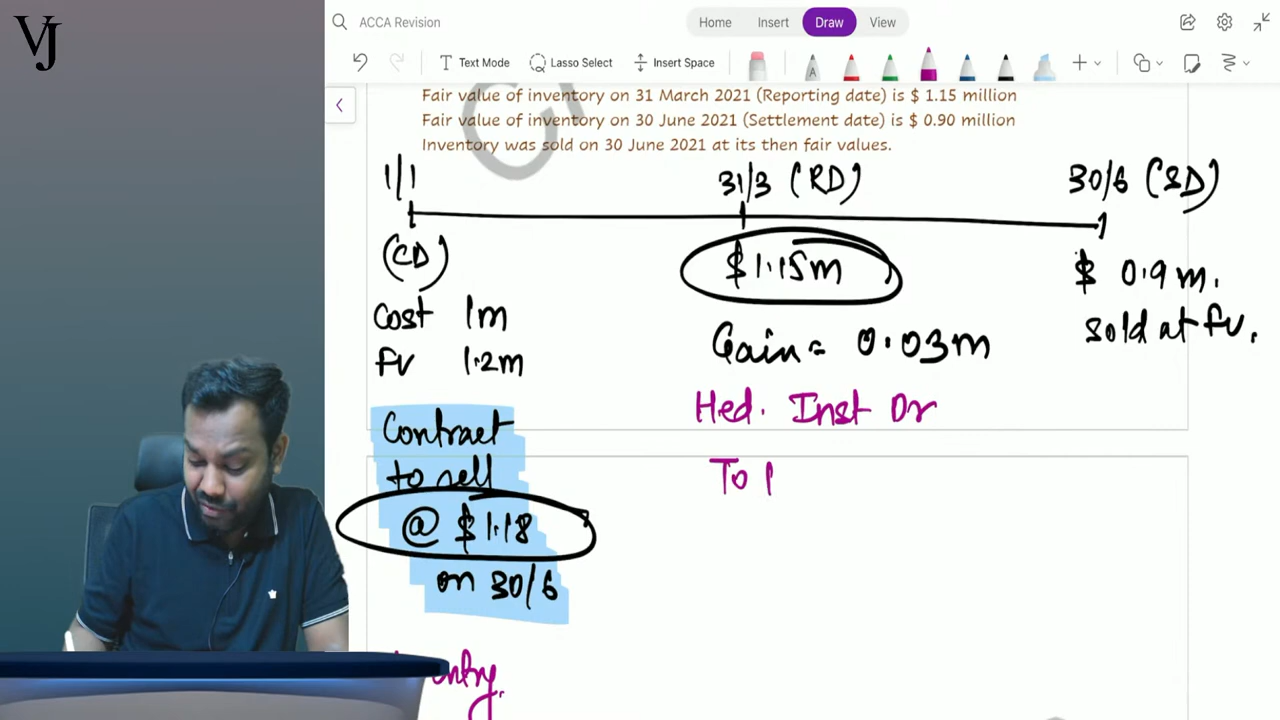 VJ
ACCA Revision
Home Insert Draw View
Text Mode Lasso Select Insert Space
Fair value of inventory on 31 March 2021 (Reporting date) is $ 1.15 million
Fair value of inventory on 30 June 2021 (Settlement date) is $ 0.90 million
Inventory was sold on 30 June 2021 at its then fair values.
1/1 31/3 (RD) 30/6 (SD)
(CD) $1.15m $ 0.9m.
Cost 1m sold at fv.
fv 1.2m Gain = 0.03m
Hed. Inst Dr
Contract
to sell To P
@ $1.18
on 30/6
entry.